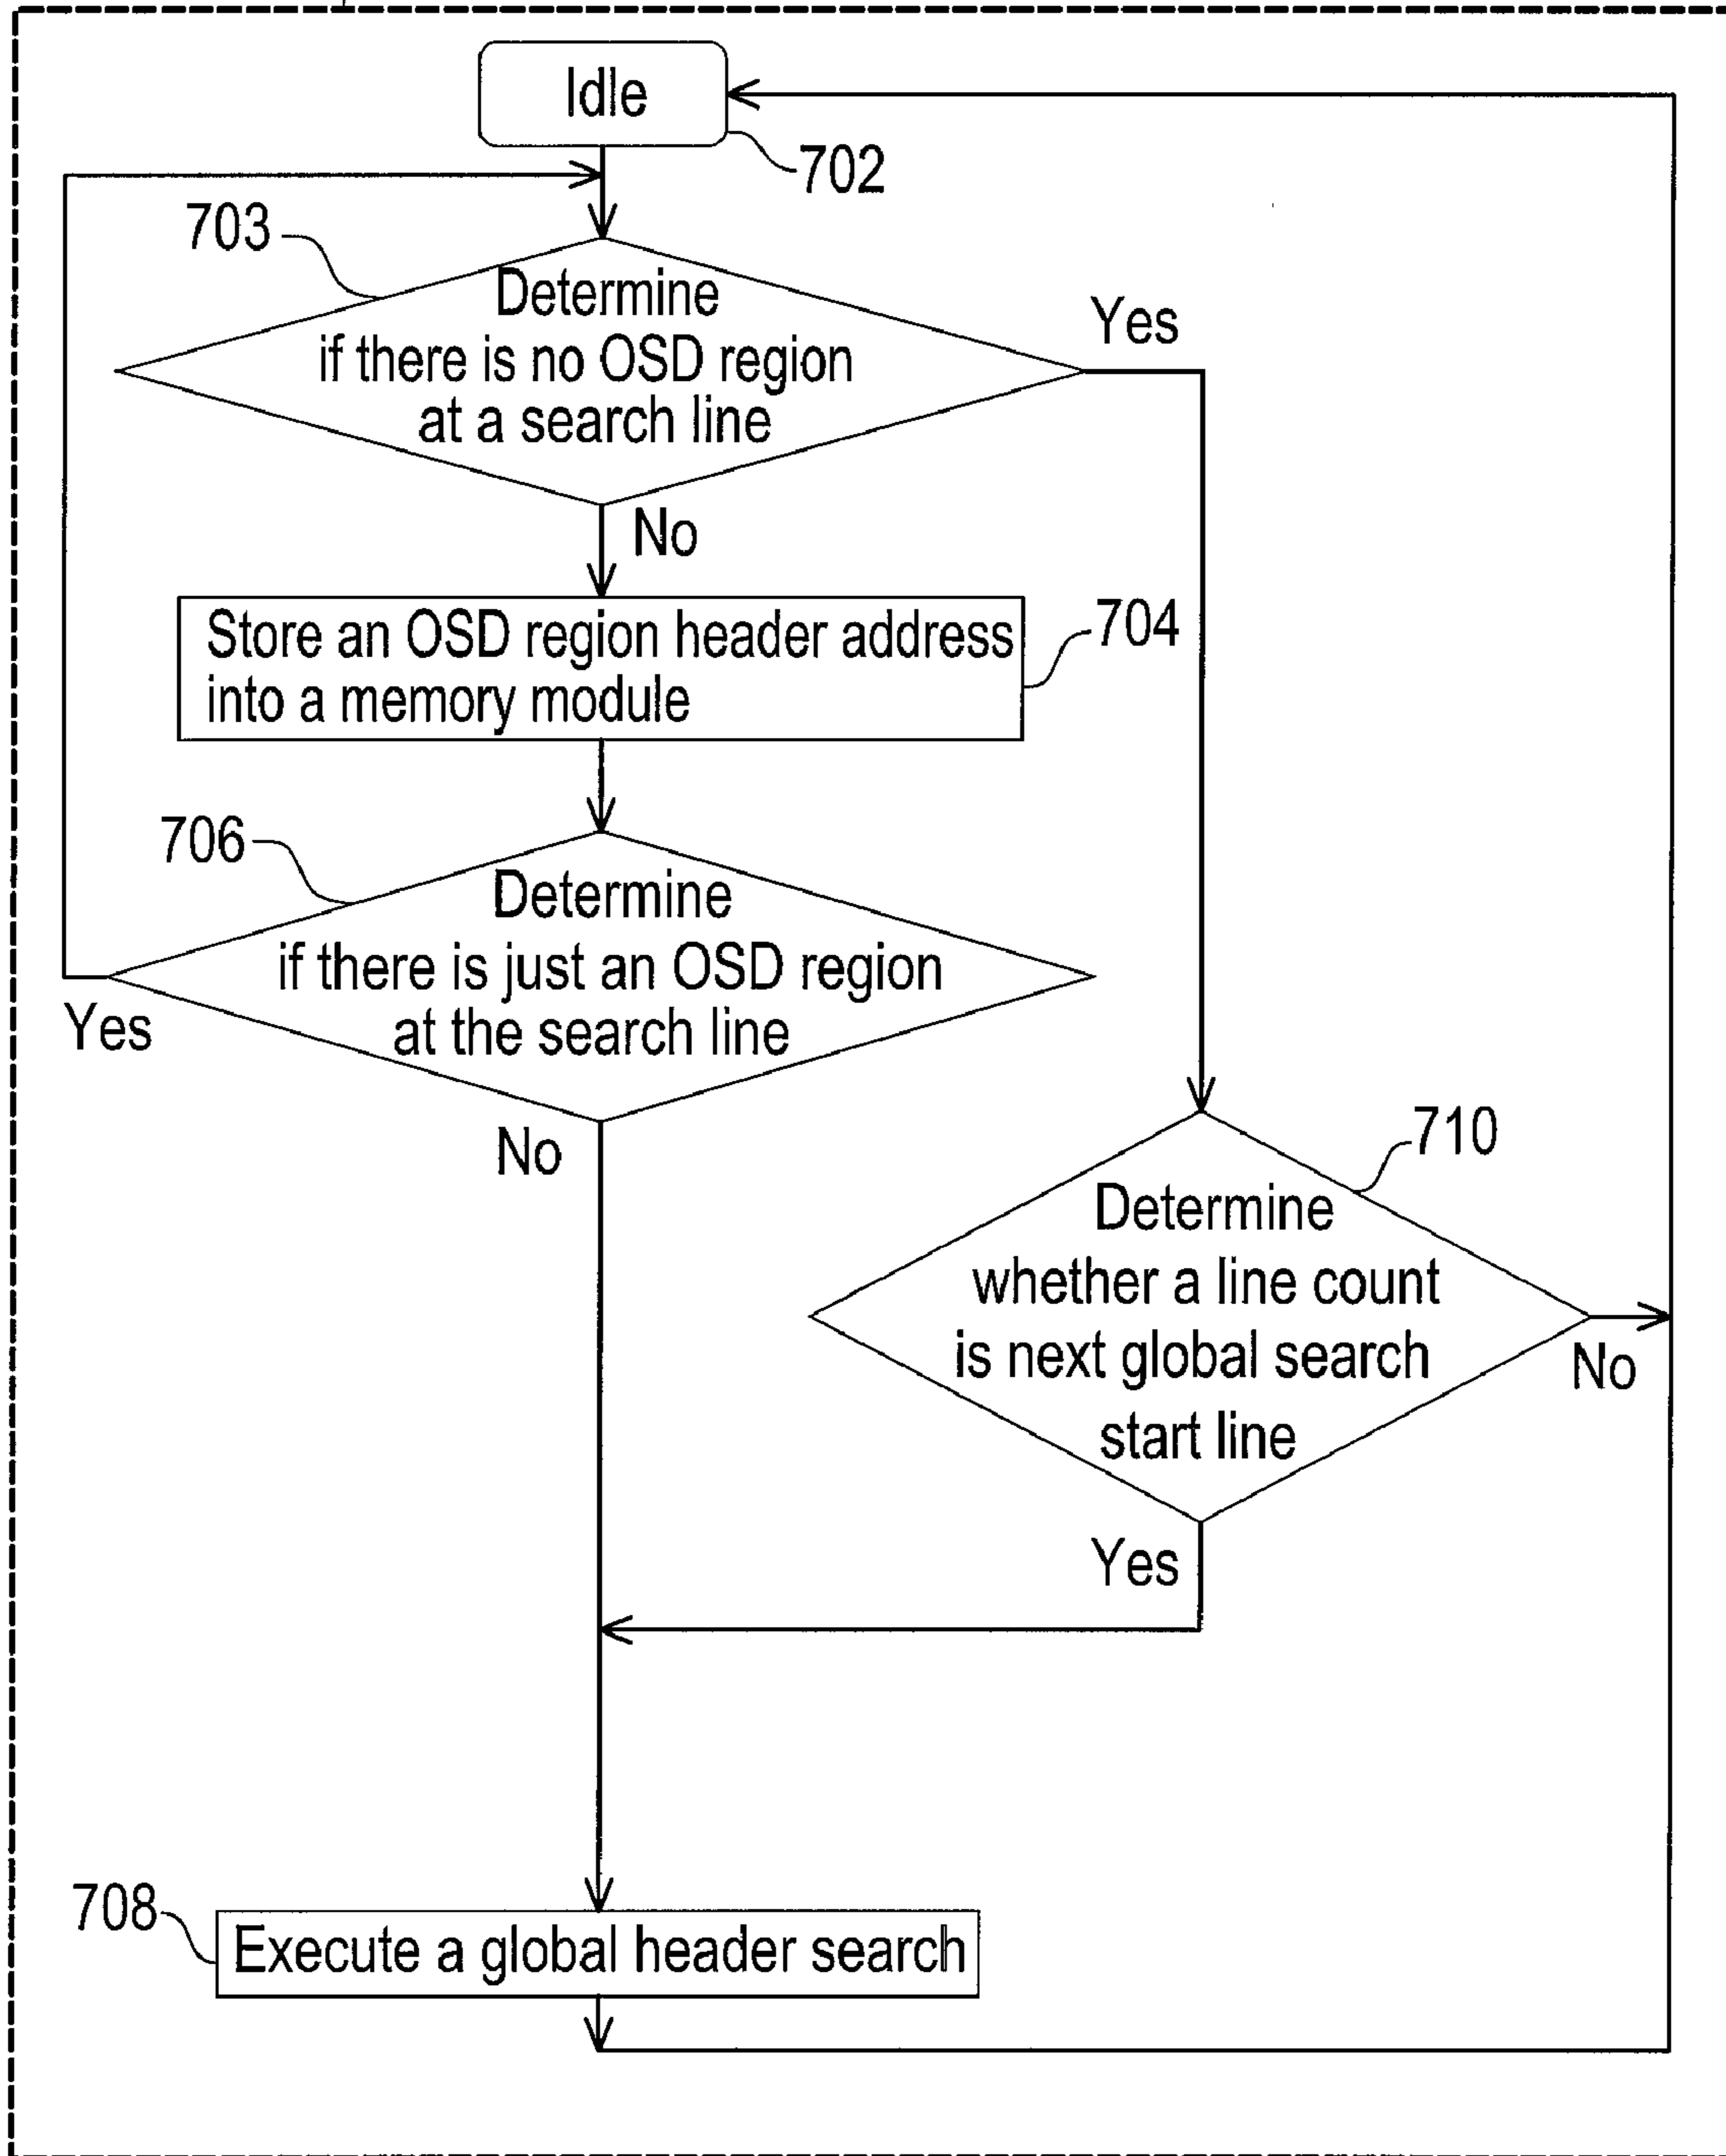 Idle
702
703
Determine
if there is no OSD region
at a search line
Yes
No
Store an OSD region header address
into a memory module
704
706
Determine
if there is just an OSD region
at the search line
Yes
No
710
Determine
whether a line count
is next global search
start line
No
Yes
708
Execute a global header search